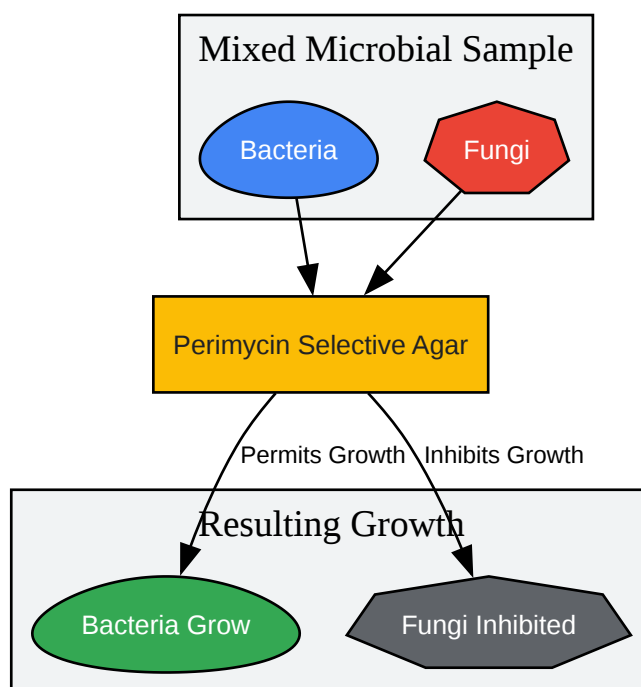 Mixed Microbial Sample
Bacteria
Fungi
Perimycin Selective Agar
Permits Growth
Inhibits Growth
Resulting Growth
Bacteria Grow
Fungi Inhibited